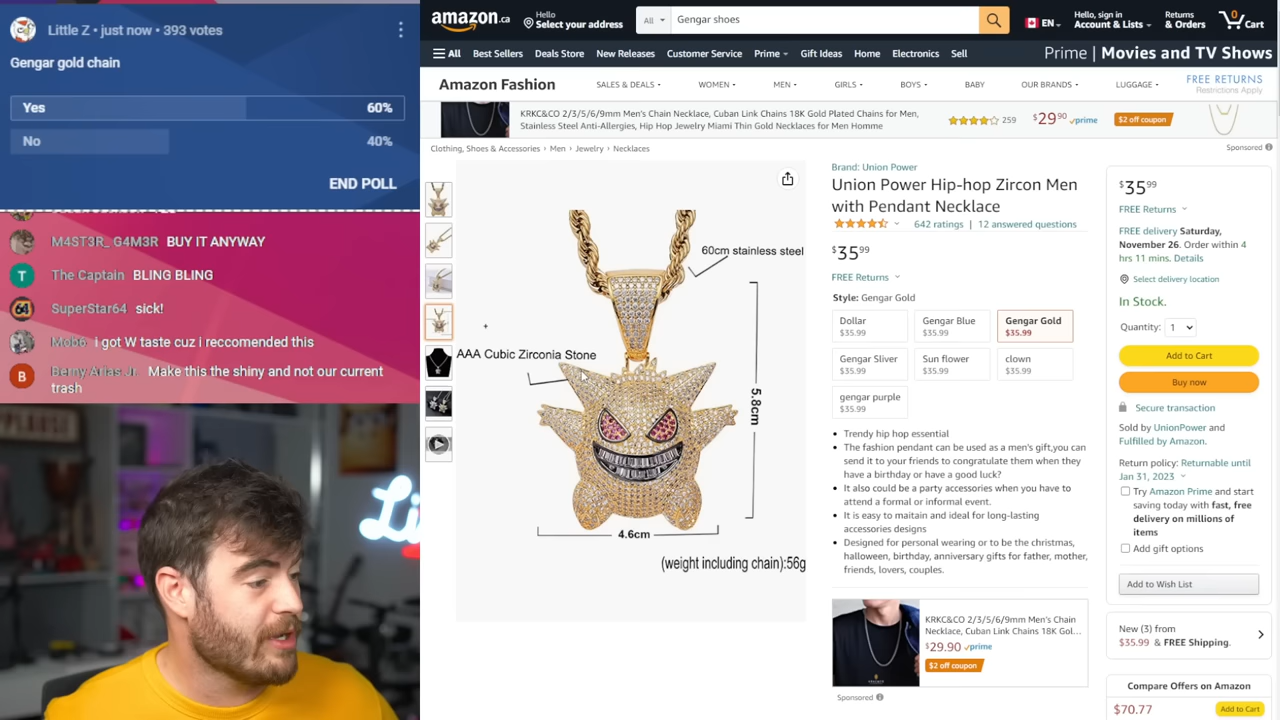 Little Z • Just now • 393 votes
Gengar gold chain
Yes 60%
No 40%
END POLL
M4ST3R_ G4M3R BUY IT ANYWAY
T The Captain BLING BLING
64 SuperStar64 sick!
Mob6 i got W taste cuz i reccomended this
B Beny Arias Jr. Make this the shiny and not our current
trash
Li
amazon.ca
Hello
Select your address
All Gengar shoes
EN
Hello, sign in
Account & Lists
Returns
& Orders
0
Cart
All Best Sellers Deals Store New Releases Customer Service Prime Gift Ideas Home Electronics Sell Prime | Movies and TV Shows
Amazon Fashion SALES & DEALS WOMEN MEN GIRLS BOYS BABY OUR BRANDS LUGGAGE FREE RETURNS
Restrictions Apply
KRKC&CO 2/3/5/6/9mm Men's Chain Necklace, Cuban Link Chains 18K Gold Plated Chains for Men,
Stainless Steel Anti-Allergies, Hip Hop Jewelry Miami Thin Gold Necklaces for Men Homme
259 $29 90 prime $2 off coupon
Clothing, Shoes & Accessories › Men › Jewelry › Necklaces
Sponsored
60cm stainless steel
AAA Cubic Zirconia Stone
5.8cm
4.6cm
(weight including chain):56g
Brand: Union Power
Union Power Hip-hop Zircon Men
with Pendant Necklace
642 ratings | 12 answered questions
$35 99
FREE Returns
Style: Gengar Gold
Dollar
$35.99
Gengar Blue
$35.99
Gengar Gold
$35.99
Gengar Sliver
$35.99
Sun flower
$35.99
clown
$35.99
gengar purple
$35.99
• Trendy hip hop essential
• The fashion pendant can be used as a men's gift,you can
send it to your friends to congratulate them when they
have a birthday or have a good luck?
• It also could be a party accessories when you have to
attend a formal or informal event.
• It is easy to maitain and ideal for long-lasting
accessories designs
• Designed for personal wearing or to be the christmas,
halloween, birthday, anniversary gifts for father, mother,
friends, lovers, couples.
KRKC&CO 2/3/5/6/9mm Men's Chain
Necklace, Cuban Link Chains 18K Gol...
$29.90 prime
$2 off coupon
Sponsored
$35 99
FREE Returns
FREE delivery Saturday,
November 26. Order within 4
hrs 11 mins. Details
Select delivery location
In Stock.
Quantity: 1
Add to Cart
Buy now
Secure transaction
Sold by UnionPower and
Fulfilled by Amazon.
Return policy: Returnable until
Jan 31, 2023
Try Amazon Prime and start
saving today with fast, free
delivery on millions of
items
Add gift options
Add to Wish List
New (3) from
$35.99 & FREE Shipping.
Compare Offers on Amazon
$70.77 Add to Cart